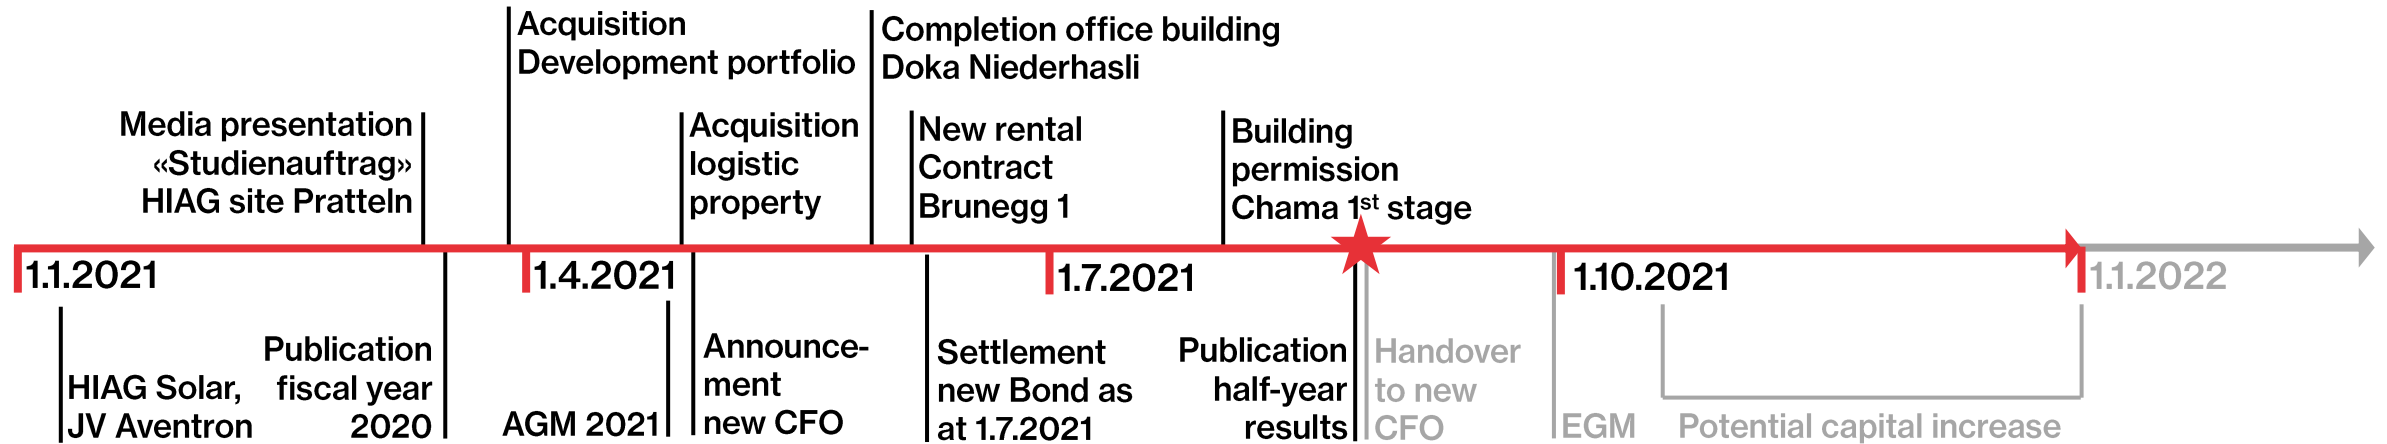 Acquisition
Development portfolio
Completion office building
Doka Niederhasli
Media presentation
«Studienauftrag»
HIAG site Pratteln
Acquisition
logistic
property
New rental
Contract
Brunegg 1
Building
permission
Chama 1st stage
1.1.2021
1.4.2021
1.7.2021
1.10.2021
1.1.2022
HIAG Solar,
JV Aventron
Publication
fiscal year
2020
AGM 2021
Announce-
ment
new CFO
Settlement
new Bond as
at 1.7.2021
Publication
half-year
results
Handover
to new
CFO
EGM
Potential capital increase